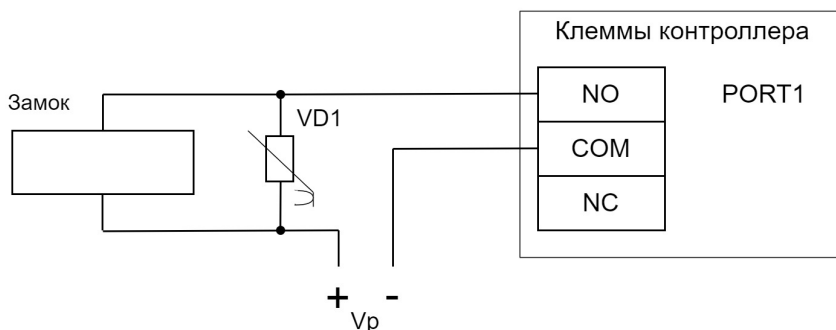 Клеммы контроллера
Замок
VD1
NO
PORT1
COM
NC
+ -
Vp